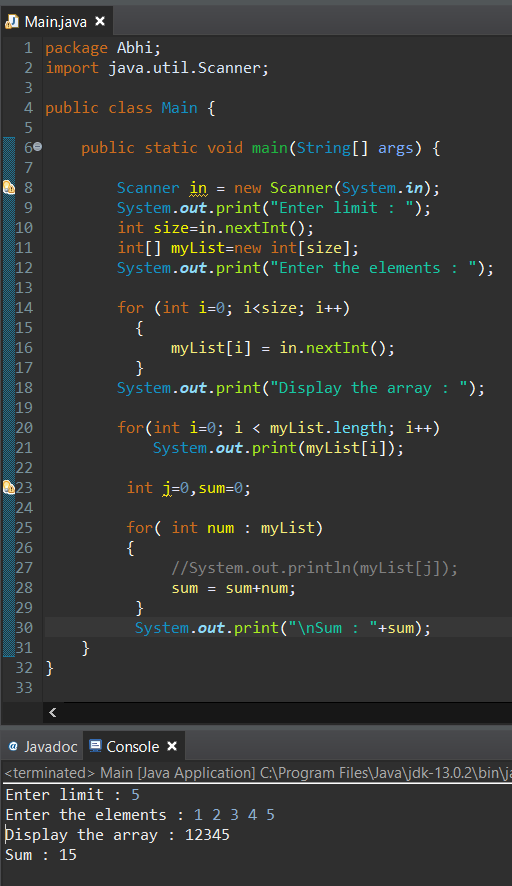 Main.java
1 package Abhi;
2 import java.util.Scanner;
3
4 public class Main {
5
6 public static void main(String[] args) {
7
8 Scanner in = new Scanner(System.in);
9 System.out.print("Enter limit : ");
10 int size=in.nextInt();
11 int[] myList=new int[size];
12 System.out.print("Enter the elements : ");
13
14 for (int i=0; i<size; i++)
15 {
16 myList[i] = in.nextInt();
17 }
18 System.out.print("Display the array : ");
19
20 for(int i=0; i < myList.length; i++)
21 System.out.print(myList[i]);
22
23 int j=0,sum=0;
24
25 for( int num : myList)
26 {
27 //System.out.println(myList[j]);
28 sum = sum+num;
29 }
30 System.out.print("\nSum : "+sum);
31 }
32 }
33
<
@ Javadoc Console
<terminated> Main [Java Application] C:\Program Files\Java\jdk-13.0.2\bin\ja
Enter limit : 5
Enter the elements : 1 2 3 4 5
Display the array : 12345
Sum : 15